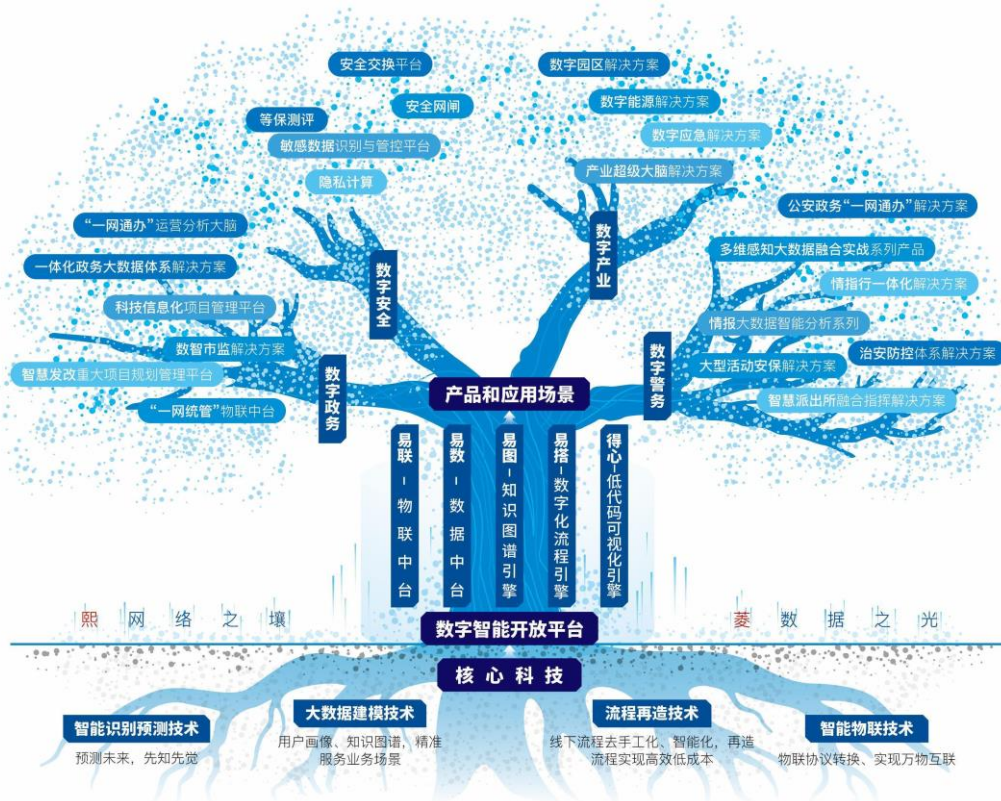 安全交换平台
数字园区解决方案
安全网闸
数字能源解决方案
等保测评
数字应急解决方案
敏感数据识别与管控平台
产业超级大脑解决方案
隐私计算
公安政务“一网通办”解决方案
“一网通办”运营分析大脑
数字产业
多维感知大数据融合实战系列产品
一体化政务大数据体系解决方案
数字安全
情指行一体化解决方案
科技信息化项目管理平台
情报大数据智能分析系列
数智市监解决方案
数字警务
治安防控体系解决方案
智慧发改重大项目规划管理平台
数字政务
大型活动安保解决方案
产品和应用场景
智慧派出所融合指挥解决方案
“一网统管”物联中台
易联-物联中台
易数-数据中台
易图-知识图谱引擎
易搭-数字化流程引擎
得心-低代码可视化引擎
熙网络之壤
菱数据之光
数字智能开放平台
核心科技
智能识别预测技术
预测未来，先知先觉
大数据建模技术
用户画像、知识图谱，精准
服务业务场景
流程再造技术
线下流程去手工化、智能化，再造
流程实现高效低成本
智能物联技术
物联协议转换、实现万物互联